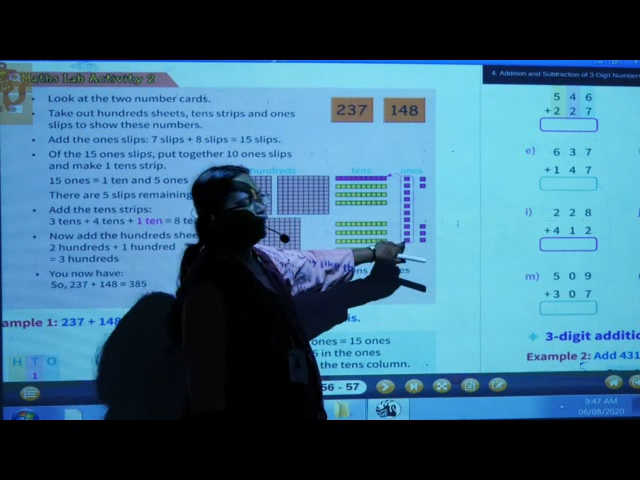 Maths Lab Activity 2
4. Addition and Subtraction of 3-Digit Numbers
Look at the two number cards.
Take out hundreds sheets, tens strips and ones
slips to show these numbers.
237 148
Add the ones slips: 7 slips + 8 slips = 15 slips.
Of the 15 ones slips, put together 10 ones slips
and make 1 tens strip.
15 ones = 1 ten and 5 ones
There are 5 slips remaining
Add the tens strips:
3 tens + 4 tens + 1 ten = 8 te
Now add the hundreds shee
2 hundreds + 1 hundred
= 3 hundreds
You now have:
So, 237 + 148 = 385
hundreds tens ones
like
ones
ample 1: 237 + 148
is.
H T O
1
ones = 15 ones
5 in the ones
the tens column.
56 - 57
5 4 6
+ 2 2 7
e) 6 3 7
+ 1 4 7
i) 2 2 8
+ 4 1 2
m) 5 0 9
+ 3 0 7
3-digit additio
Example 2: Add 431
9:47 AM
06/08/2020